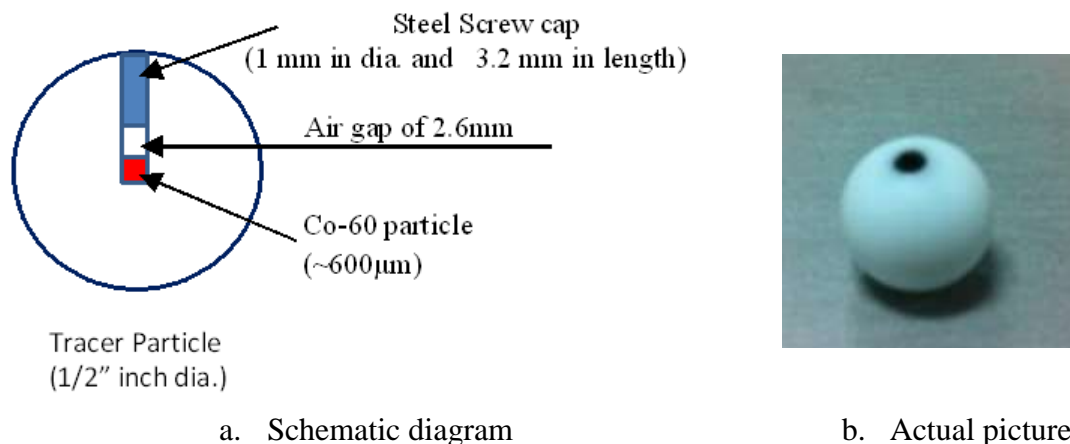 Steel Screw cap
(1 mm in dia. and   3.2 mm in length)
Air gap of 2.6mm
Co-60 particle
(~600μm)
Tracer Particle
(1/2” inch dia.)
a. Schematic diagram
b. Actual picture